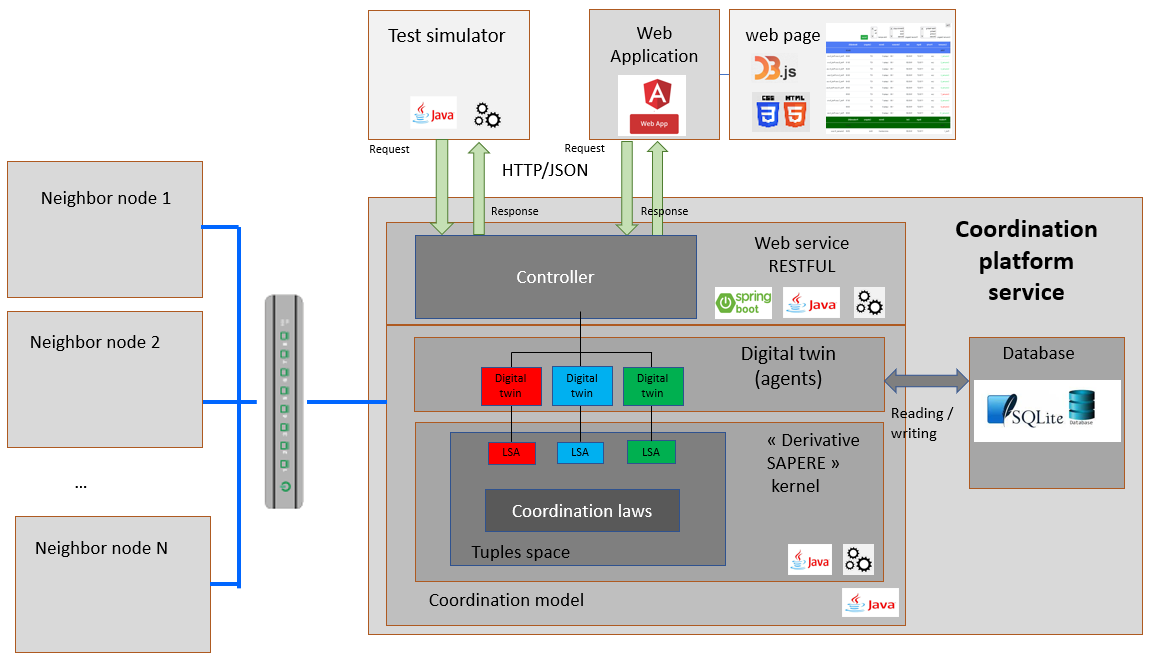 Test simulator
Java
Web
Application
Web App
web page
D3.js
CSS
3
HTML
5
Request
Response
HTTP/JSON
Request
Response
Neighbor node 1
Neighbor node 2
...
Neighbor node N
Coordination
platform
service
Controller
Web service
RESTFUL
spring
boot
Java
Digital twin
(agents)
Digital
twin
Digital
twin
Digital
twin
LSA
LSA
LSA
« Derivative
SAPERE »
kernel
Coordination laws
Tuples space
Java
Coordination model
Java
Reading /
writing
Database
SQLite
Database